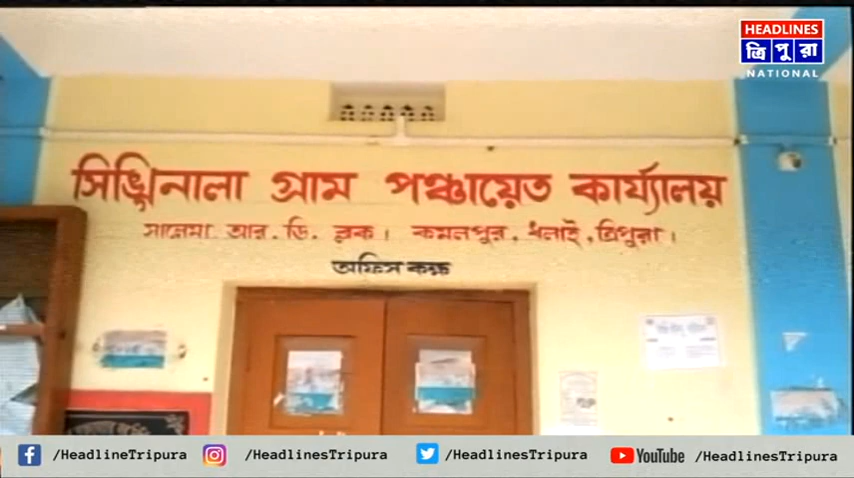 HEADLINES
ত্রিপুরা
NATIONAL
সিঙ্গিনালা গ্রাম পঞ্চায়েত কার্য্যালয়
সালেমা আর. ডি. ব্লক। কমলপুর, ধলাই, ত্রিপুরা।
অফিস কক্ষ
/HeadlineTripura
/HeadlinesTripura
/HeadlinesTripura
YouTube /HeadlinesTripura